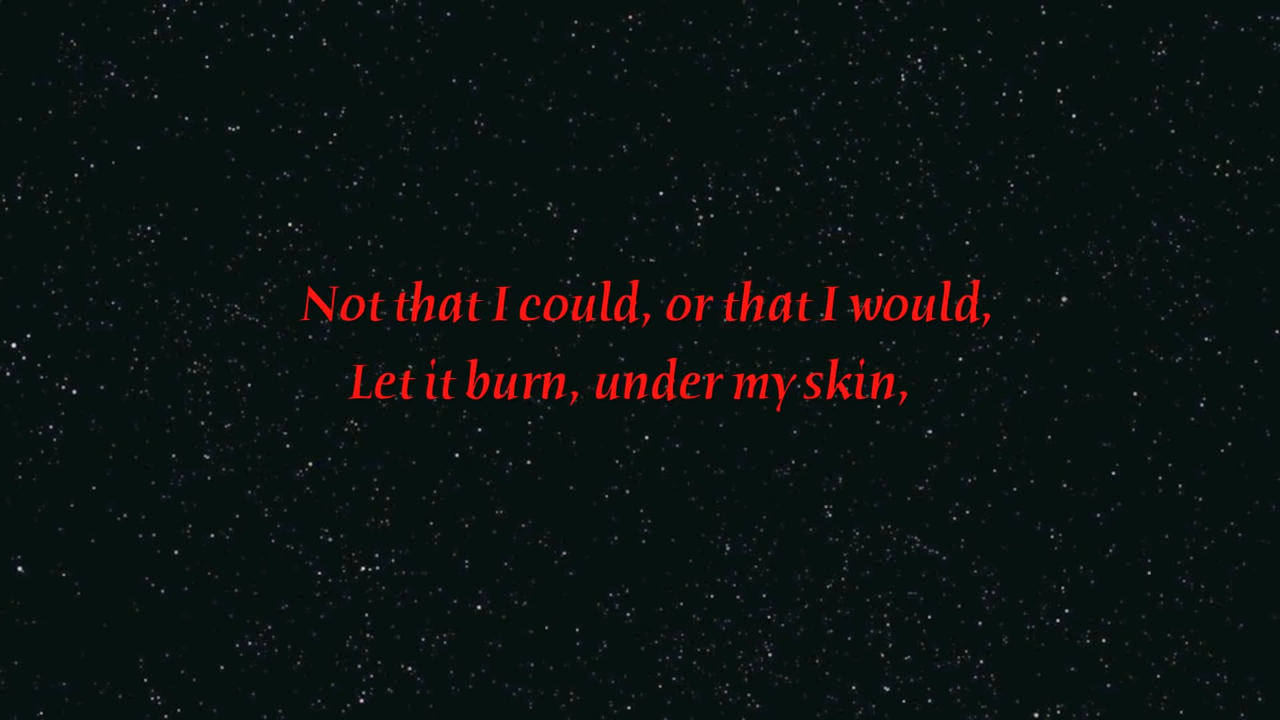 Not that I could, or that I would,
Let it burn, under my skin,